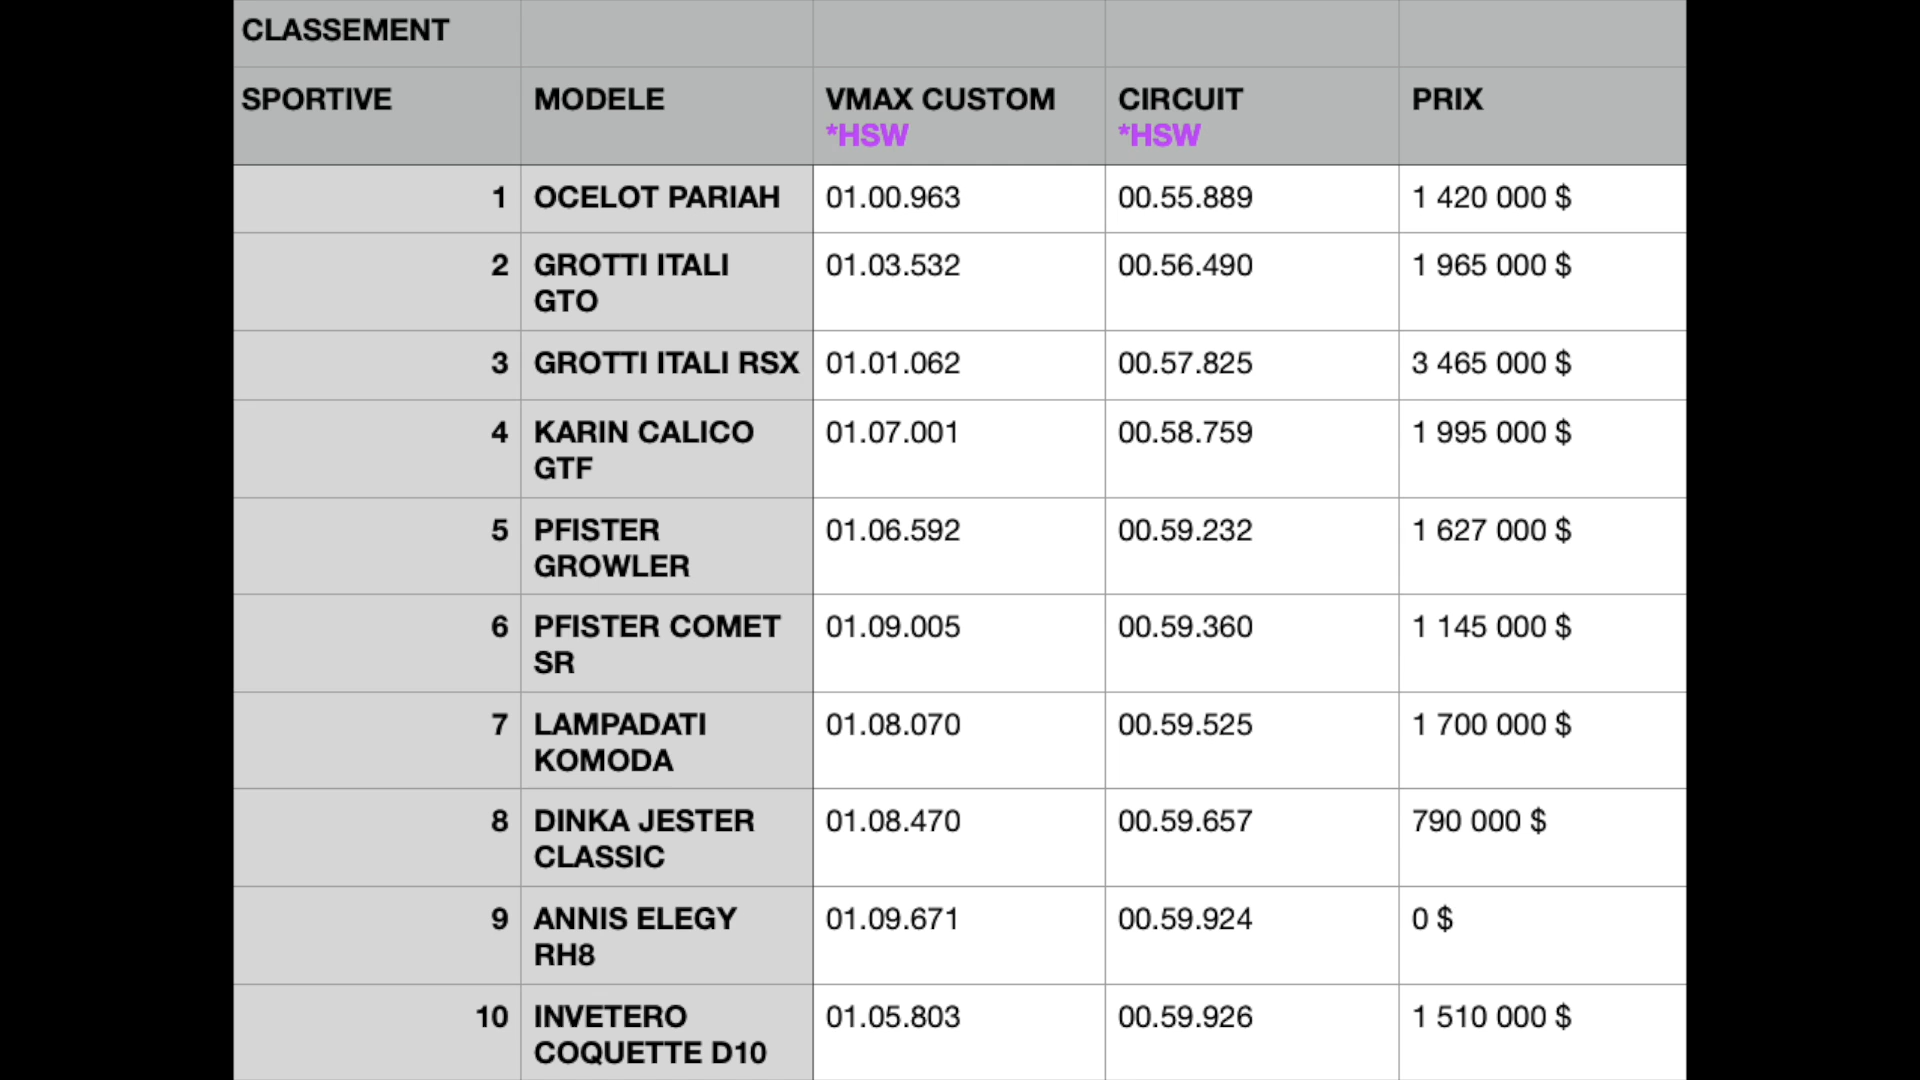 CLASSEMENT
SPORTIVE MODELE VMAX CUSTOM CIRCUIT PRIX
*HSW *HSW
1 OCELOT PARIAH 01.00.963 00.55.889 1 420 000 $
2 GROTTI ITALI 01.03.532 00.56.490 1 965 000 $
GTO
3 GROTTI ITALI RSX 01.01.062 00.57.825 3 465 000 $
4 KARIN CALICO 01.07.001 00.58.759 1 995 000 $
GTF
5 PFISTER 01.06.592 00.59.232 1 627 000 $
GROWLER
6 PFISTER COMET 01.09.005 00.59.360 1 145 000 $
SR
7 LAMPADATI 01.08.070 00.59.525 1 700 000 $
KOMODA
8 DINKA JESTER 01.08.470 00.59.657 790 000 $
CLASSIC
9 ANNIS ELEGY 01.09.671 00.59.924 0 $
RH8
10 INVETERO 01.05.803 00.59.926 1 510 000 $
COQUETTE D10